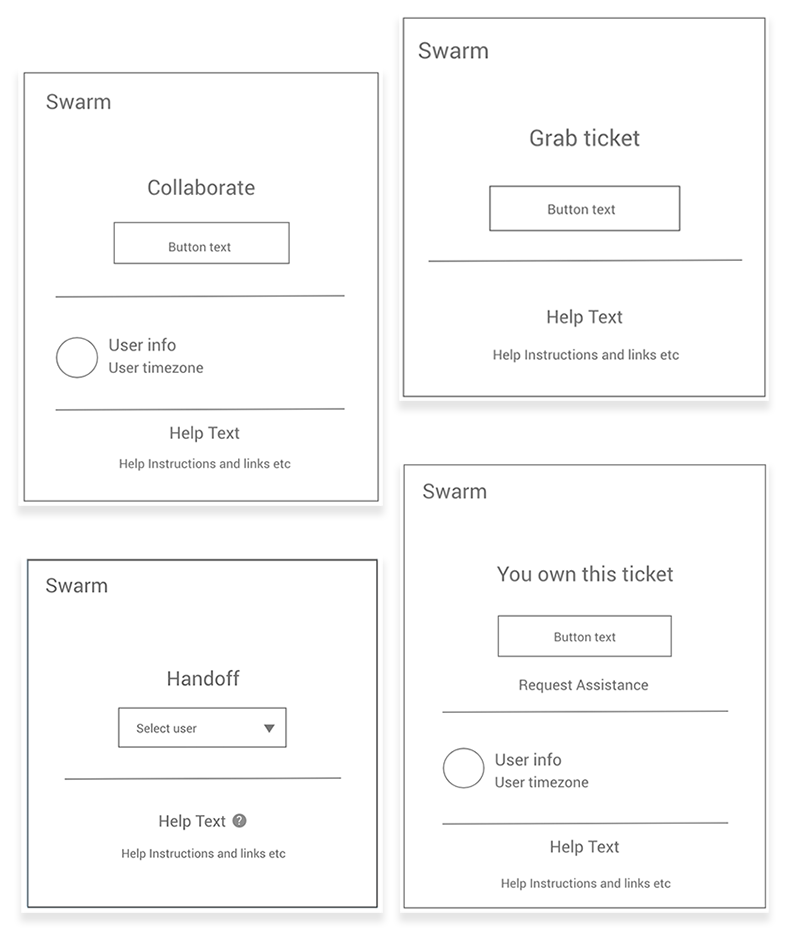 Swarm
Collaborate
Button text
User info
User timezone
Help Text
Help Instructions and links etc
Swarm
Grab ticket
Button text
Help Text
Help Instructions and links etc
Swarm
Handoff
Select user
Help Text ?
Help Instructions and links etc
Swarm
You own this ticket
Button text
Request Assistance
User info
User timezone
Help Text
Help Instructions and links etc